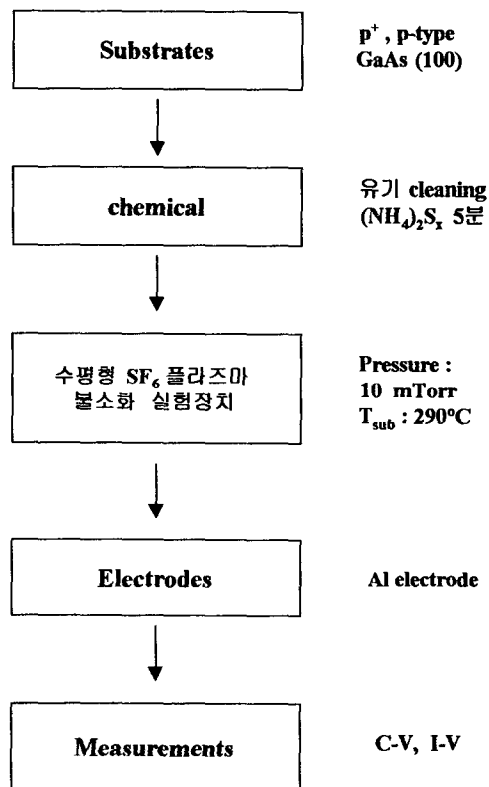 Substrates
p⁺ , p-type
GaAs (100)
chemical
유기 cleaning
(NH₄)₂Sₓ 5분
수평형 SF₆ 플라즈마
불소화 실험장치
Pressure :
10 mTorr
T_sub : 290°C
Electrodes
Al electrode
Measurements
C-V, I-V